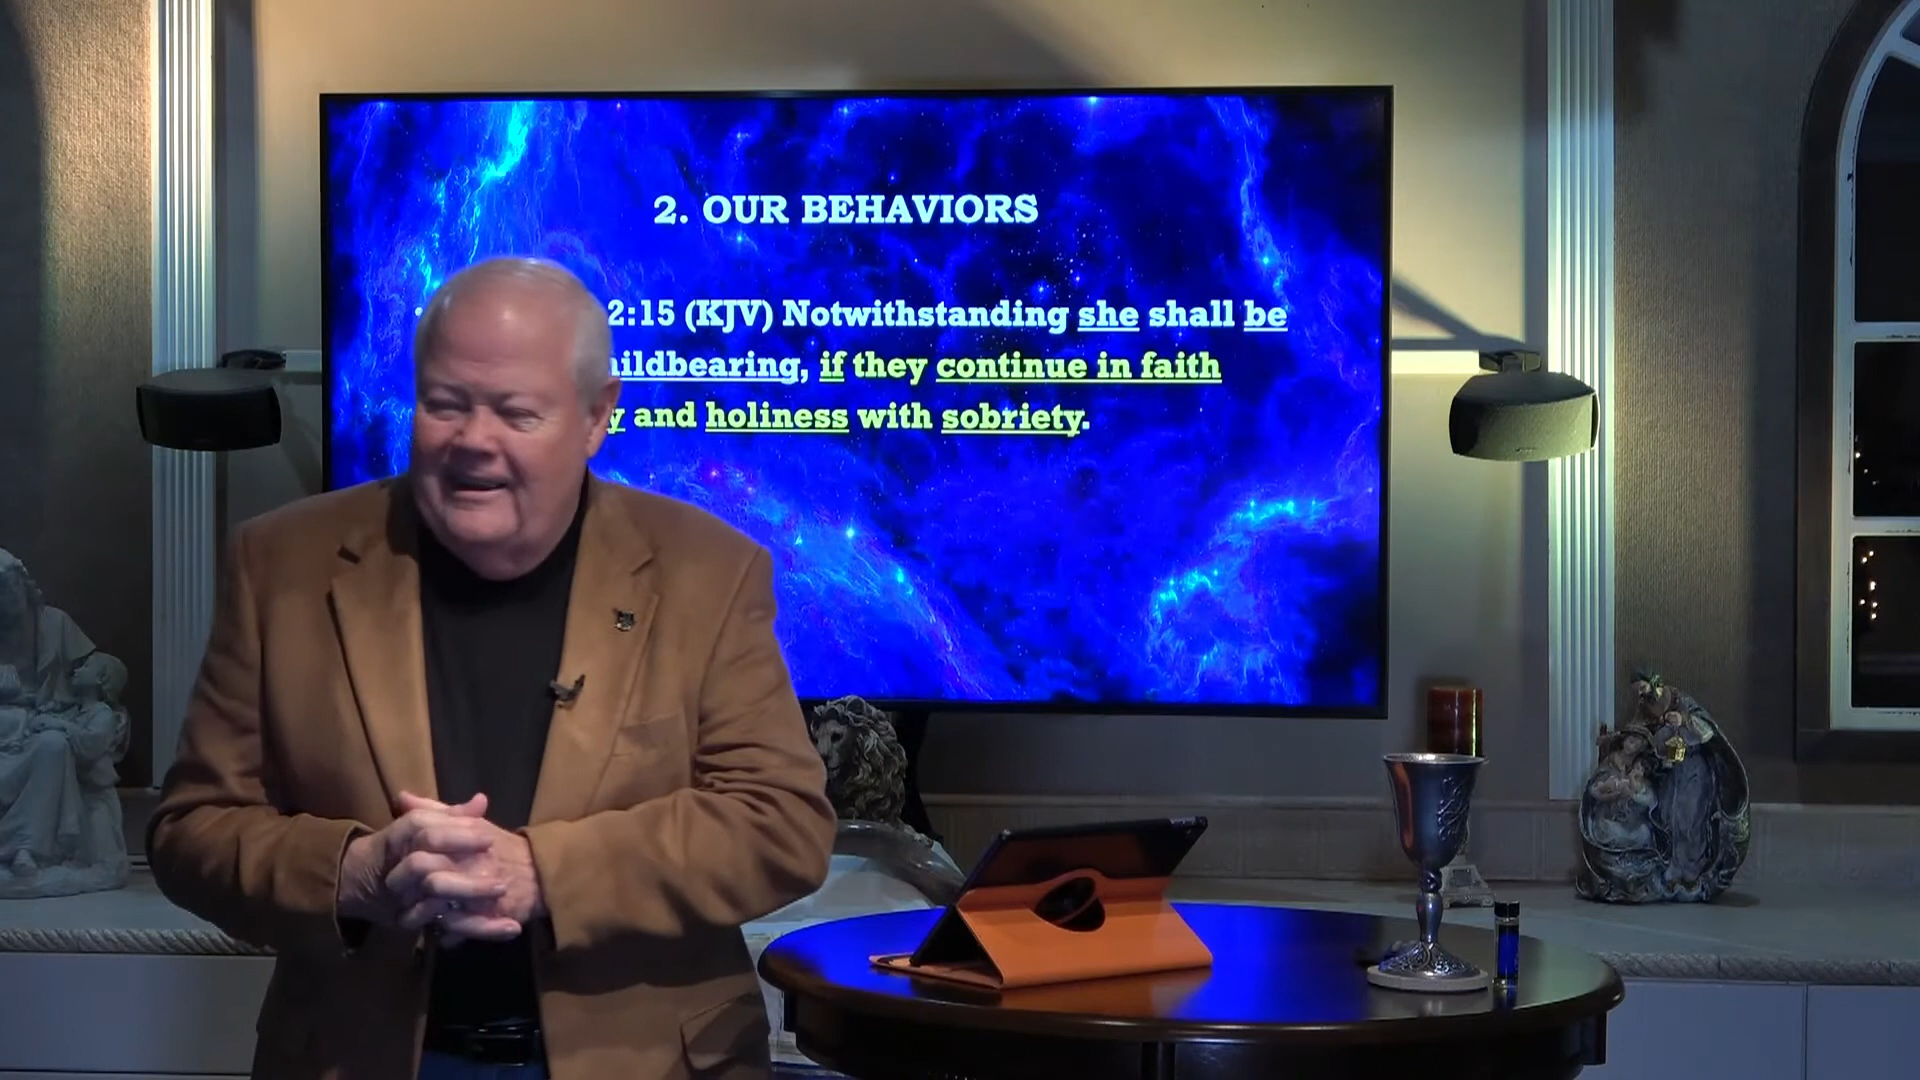 2. OUR BEHAVIORS
2:15 (KJV) Notwithstanding she shall be
ildbearing, if they continue in faith
y and holiness with sobriety.